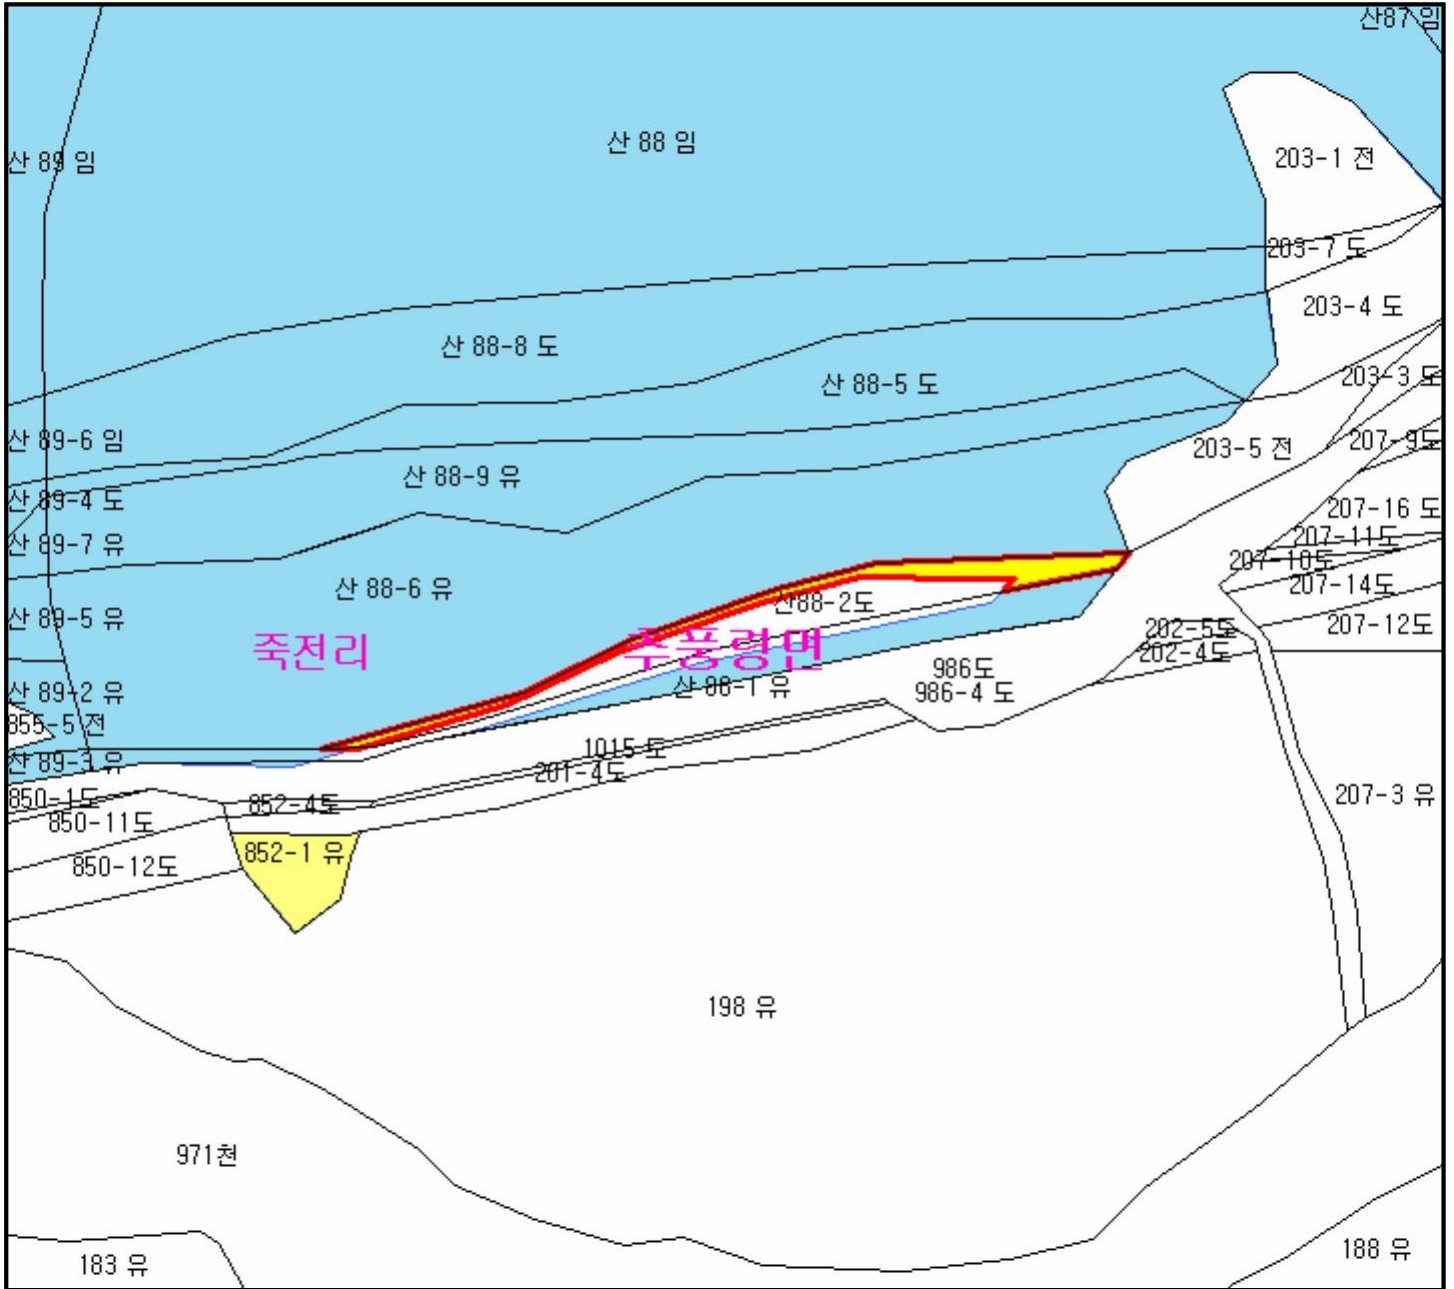 산87 임
산 88 임
산 89 임
203-1 전
203-7 도
203-4 도
산 88-8 도
산 88-5 도
203-3 도
산 89-6 임
207-9도
203-5 전
산 88-9 유
산 89-4 도
207-16 도
207-11도
산 89-7 유
207-10도
207-14도
산 88-6 유
산88-2도
산 89-5 유
202-5도
207-12도
죽전리
추풍령면
202-4도
986도
산 88-1 유
986-4 도
산 89-2 유
855-5 전
1015 도
산 89-3 유
201-4도
850-1도
852-4도
207-3 유
850-11도
852-1 유
850-12도
198 유
971천
188 유
183 유